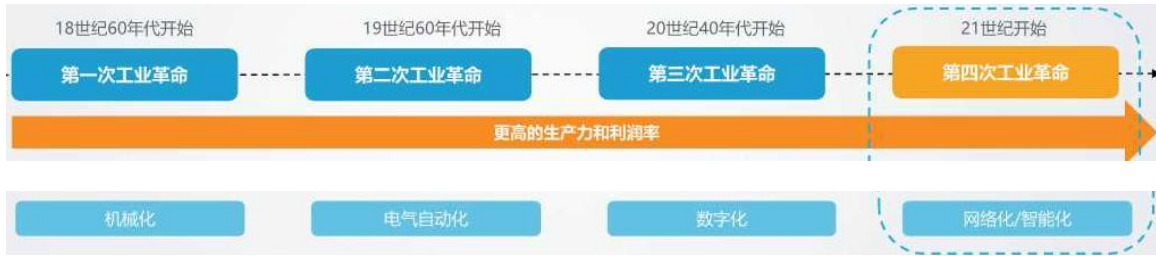 18世纪60年代开始
19世纪60年代开始
20世纪40年代开始
21世纪开始
第一次工业革命
第二次工业革命
第三次工业革命
第四次工业革命
更高的生产力和利润率
机械化
电气自动化
数字化
网络化/智能化